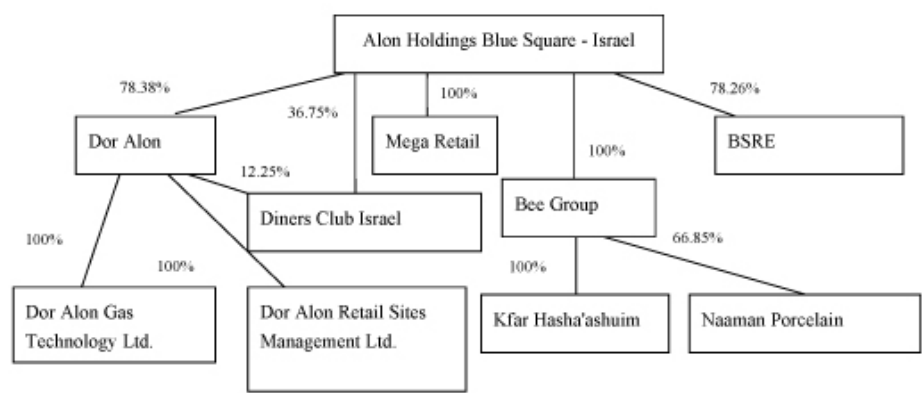 Alon Holdings Blue Square - Israel
78.38%
36.75%
100%
100%
78.26%
Dor Alon
Mega Retail
BSRE
12.25%
Diners Club Israel
Bee Group
100%
100%
100%
66.85%
Dor Alon Gas
Technology Ltd.
Dor Alon Retail Sites
Management Ltd.
Kfar Hasha'ashuim
Naaman Porcelain